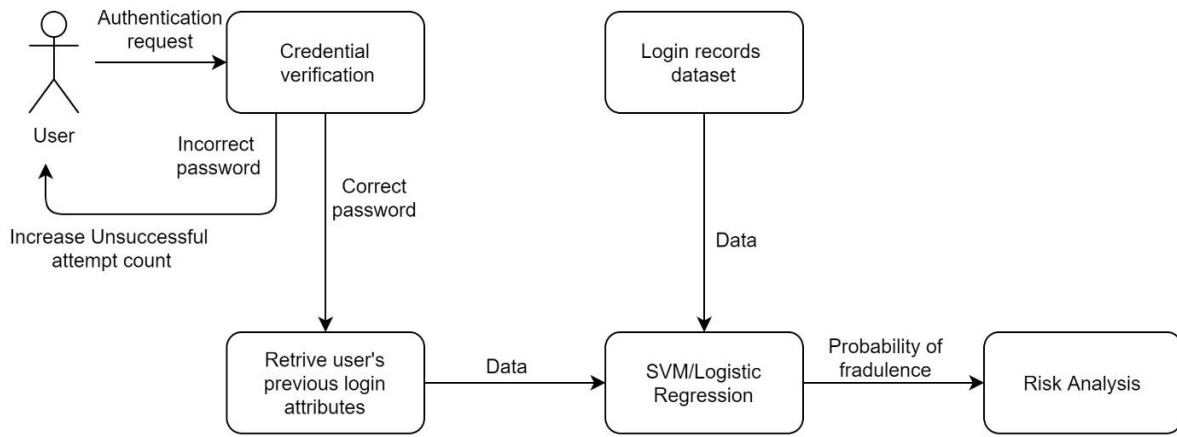 Authentication
request
Credential
verification
Login records
dataset
User
Incorrect
password
Correct
password
Increase Unsuccessful
attempt count
Data
Retrive user's
previous login
attributes
Data
SVM/Logistic
Regression
Probability of
fradulence
Risk Analysis